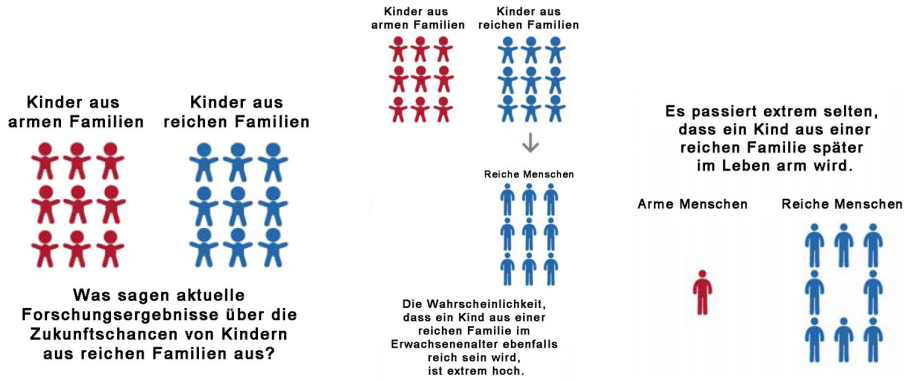 Kinder aus
armen Familien
Kinder aus
reichen Familien
Was sagen aktuelle
Forschungsergebnisse über die
Zukunftschancen von Kindern
aus reichen Familien aus?
Kinder aus
armen Familien
Kinder aus
reichen Familien
Reiche Menschen
Die Wahrscheinlichkeit,
dass ein Kind aus einer
reichen Familie im
Erwachsenenalter ebenfalls
reich sein wird,
ist extrem hoch.
Es passiert extrem selten,
dass ein Kind aus einer
reichen Familie später
im Leben arm wird.
Arme Menschen
Reiche Menschen